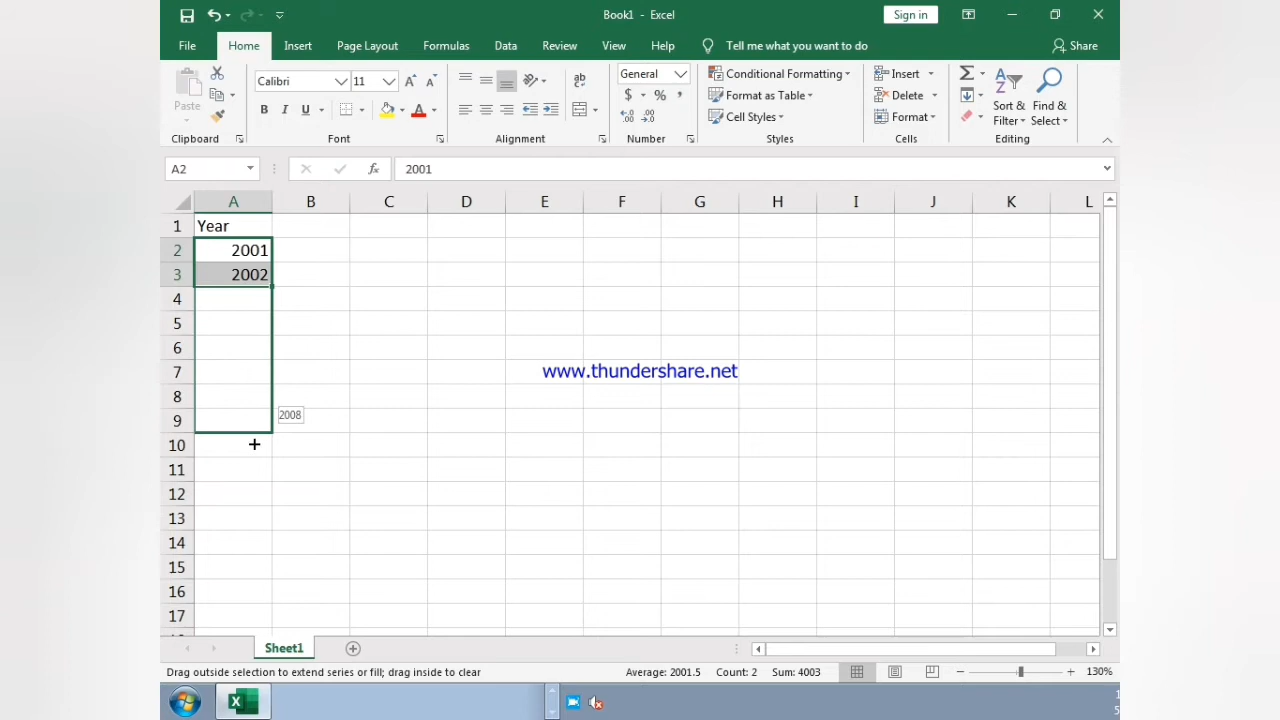 Book1 - Excel
Sign in
File Home Insert Page Layout Formulas Data Review View Help Tell me what you want to do Share
Paste
Calibri 11
B I U A
ab
General
$ % ,
Conditional Formatting
Format as Table
Cell Styles
Insert
Delete
Format
Sort & Filter
Find & Select
Clipboard Font Alignment Number Styles Cells Editing
A2 fx 2001
A B C D E F G H I J K L
1 Year
2 2001
3 2002
4
5
6
7 www.thundershare.net
8
9 2008
10
11
12
13
14
15
16
17
Sheet1
Drag outside selection to extend series or fill; drag inside to clear Average: 2001.5 Count: 2 Sum: 4003 130%